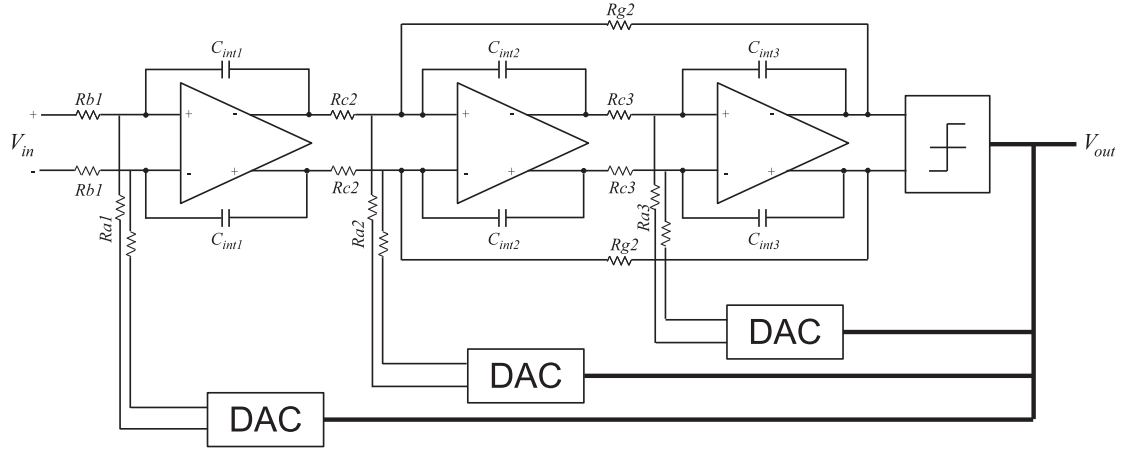 Rg2
Cint1
Cint2
Cint3
Rb1
Rc2
Rc3
+
+
-
+
-
+
-
Vin
Vout
-
-
+
-
+
-
+
Rb1
Rc2
Rc3
Ra1
Ra2
Ra3
Cint1
Cint2
Cint3
Rg2
DAC
DAC
DAC